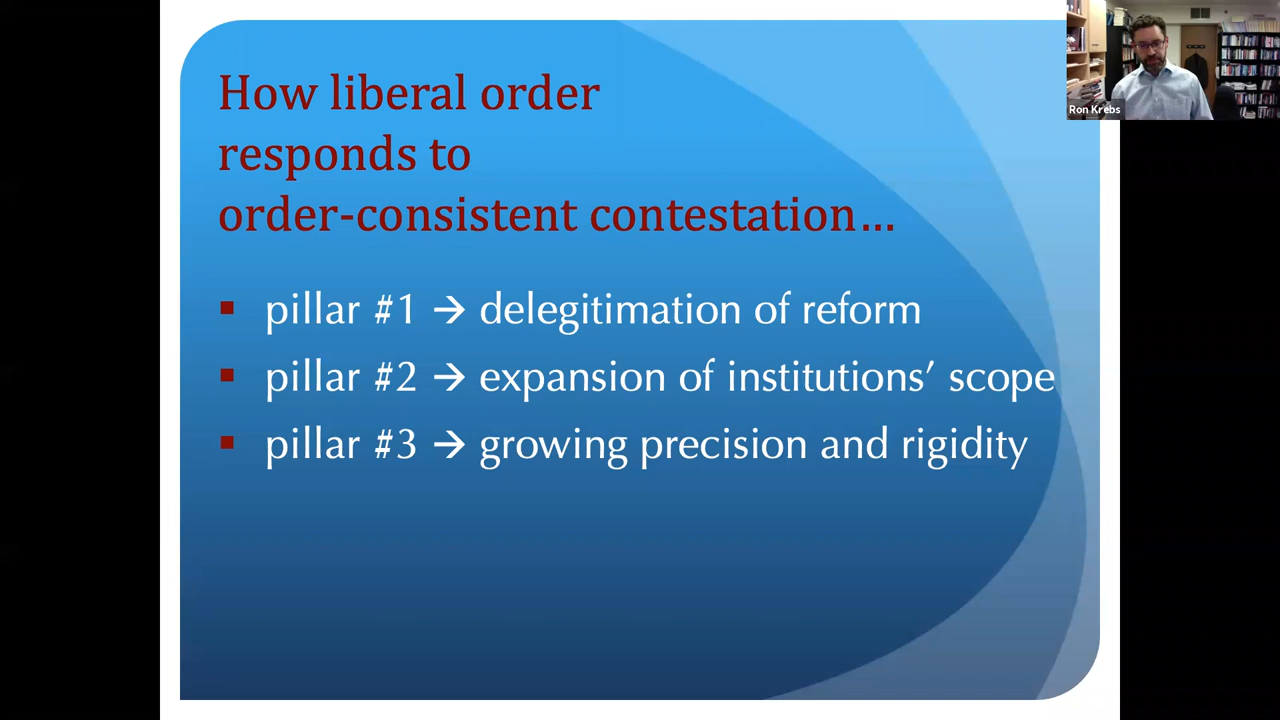 How liberal order
responds to
order-consistent contestation…
▪ pillar #1 → delegitimation of reform
▪ pillar #2 → expansion of institutions’ scope
▪ pillar #3 → growing precision and rigidity
Ron Krebs